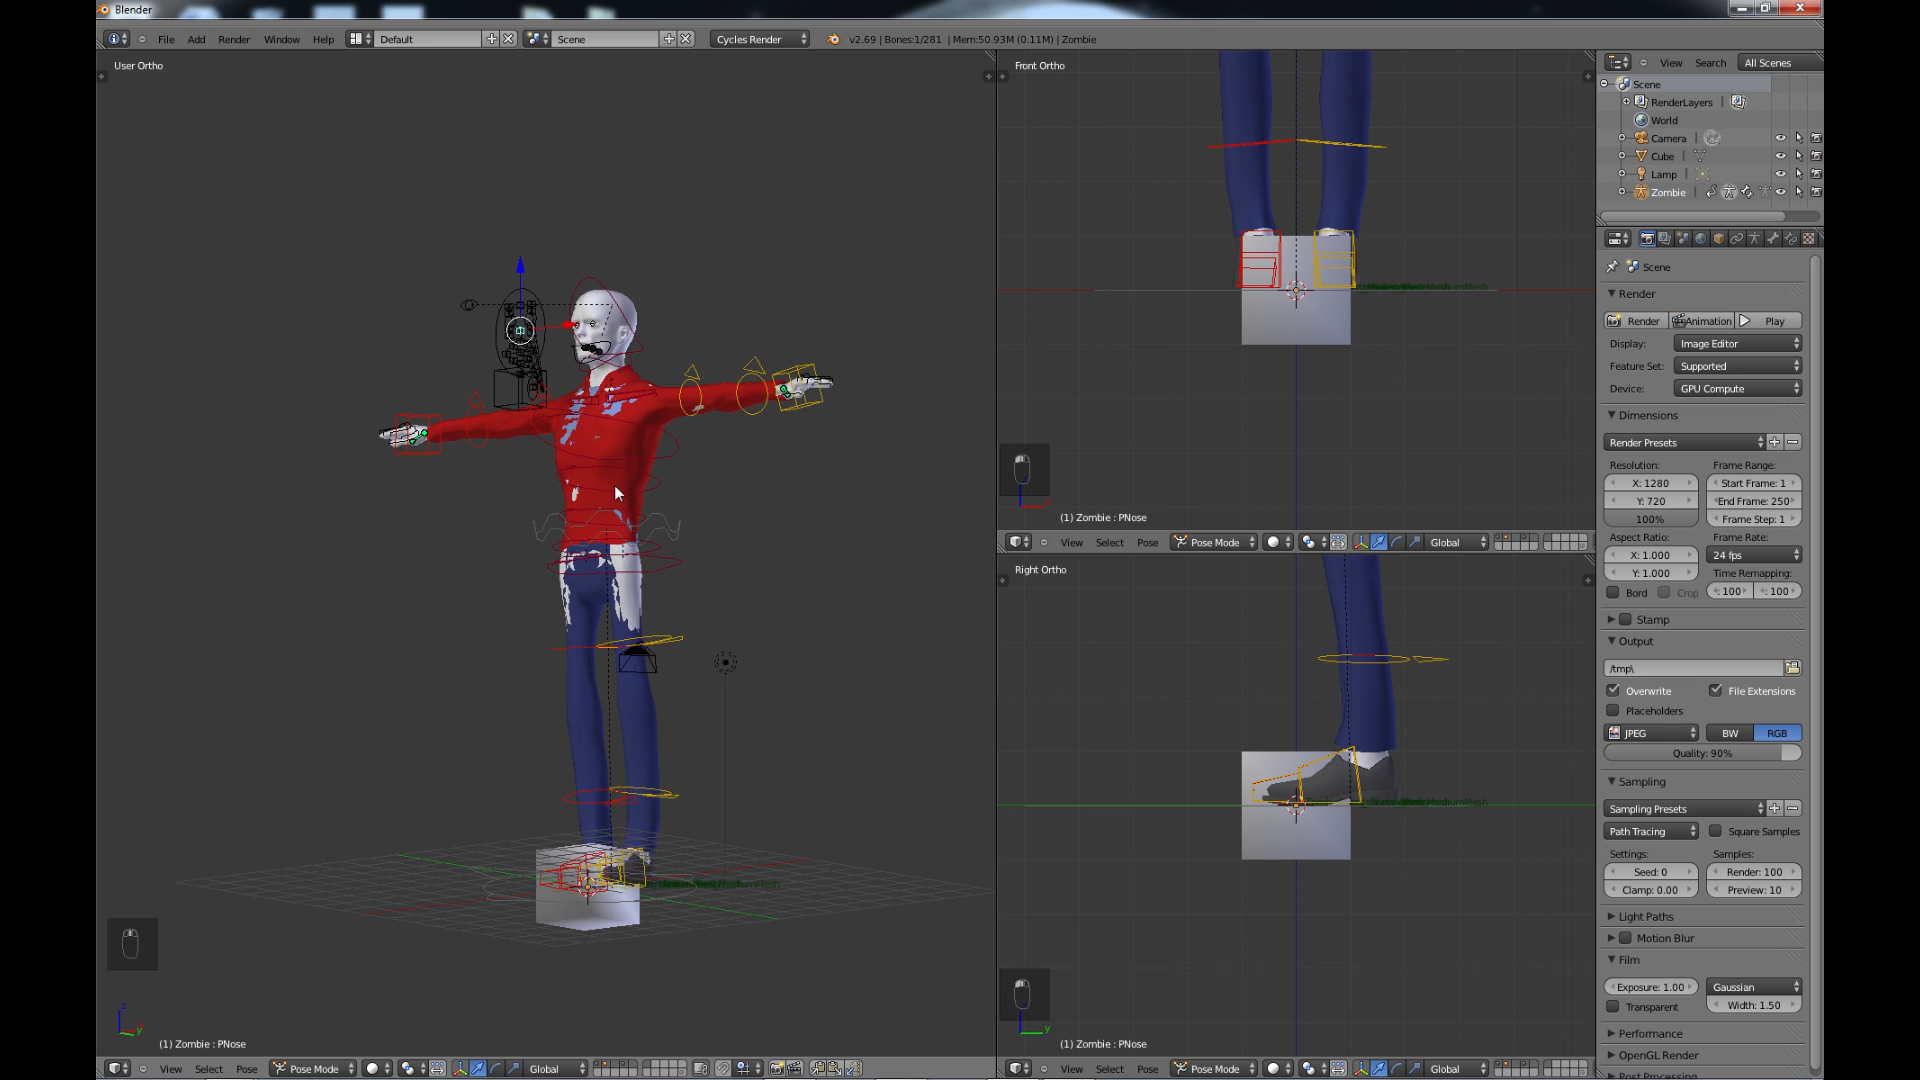 Blender
File Add Render Window Help Default Scene Cycles Render v2.69 | Bones:1/281 | Mem:50.93M (0.11M) | Zombie
User Ortho
(1) Zombie : PNose
View Select Pose Pose Mode Global
Front Ortho
(1) Zombie : PNose
View Select Pose Pose Mode Global
Right Ortho
(1) Zombie : PNose
View Select Pose Pose Mode Global
View Search All Scenes
Scene
RenderLayers
World
Camera
Cube
Lamp
Zombie
Scene
Render
Render Animation Play
Display: Image Editor
Feature Set: Supported
Device: GPU Compute
Dimensions
Render Presets
Resolution: Frame Range:
X: 1280 Start Frame: 1
Y: 720 End Frame: 250
100% Frame Step: 1
Aspect Ratio: Frame Rate:
X: 1.000 24 fps
Y: 1.000 Time Remapping:
Bord Crop : 100 : 100
Stamp
Output
/tmp\
Overwrite File Extensions
Placeholders
JPEG BW RGB
Quality: 90%
Sampling
Sampling Presets
Path Tracing Square Samples
Settings: Samples:
Seed: 0 Render: 100
Clamp: 0.00 Preview: 10
Light Paths
Motion Blur
Film
Exposure: 1.00 Gaussian
Transparent Width: 1.50
Performance
OpenGL Render
Post Processing